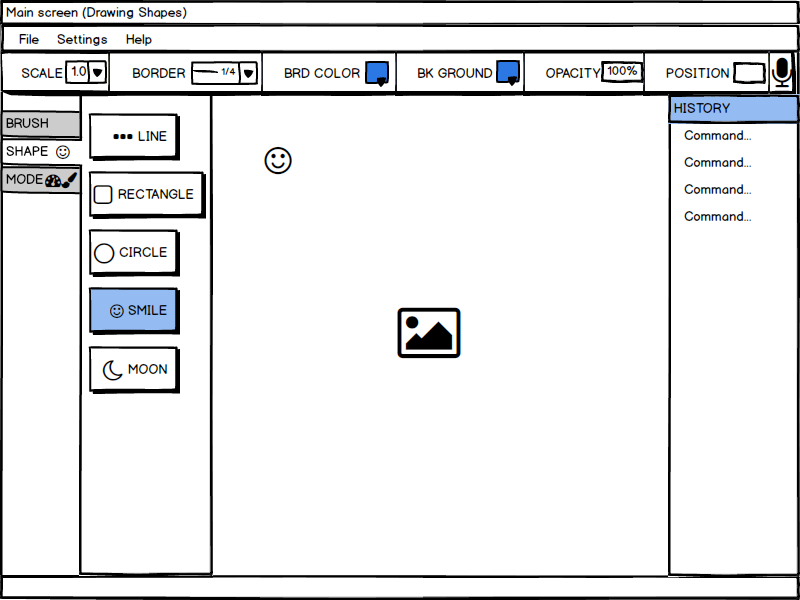 Main screen (Drawing Shapes)
File Settings Help
SCALE 1.0 BORDER 1/4 BRD COLOR BK GROUND OPACITY 100% POSITION
BRUSH
SHAPE
MODE
LINE
RECTANGLE
CIRCLE
SMILE
MOON
HISTORY
Command...
Command...
Command...
Command...